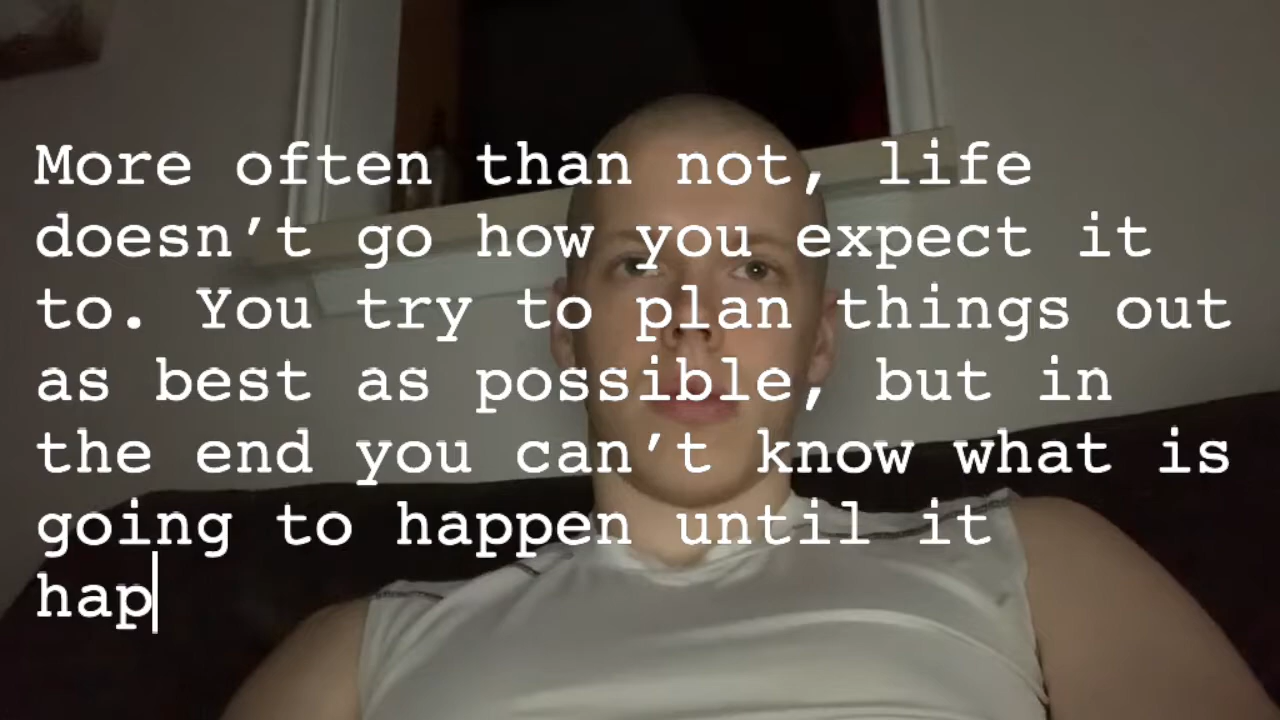 More often than not, life
doesn’t go how you expect it
to. You try to plan things out
as best as possible, but in
the end you can’t know what is
going to happen until it
hap